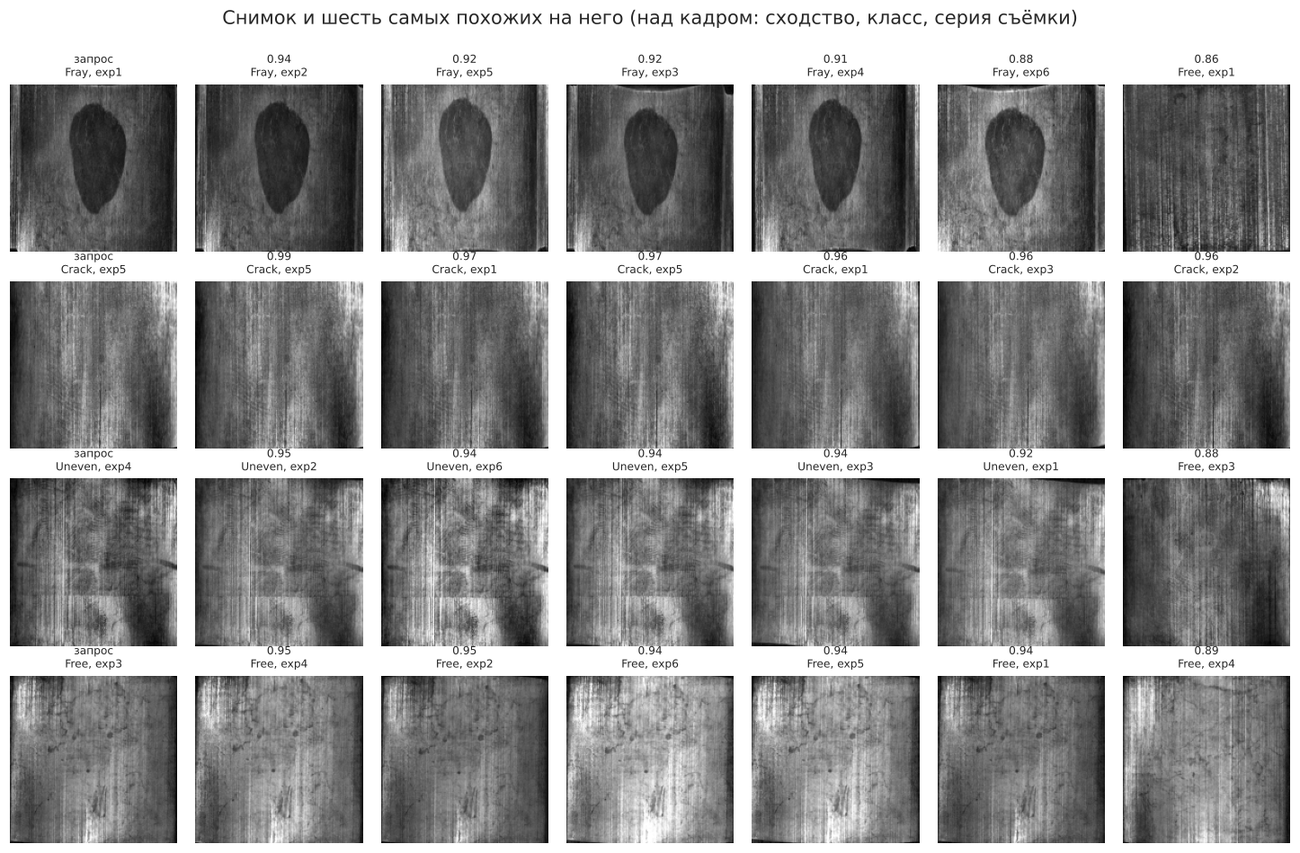 Снимок и шесть самых похожих на него (над кадром: сходство, класс, серия съёмки)
запрос 0.94 0.92 0.92 0.91 0.88 0.86
Fray, exp1 Fray, exp2 Fray, exp5 Fray, exp3 Fray, exp4 Fray, exp6 Free, exp1
запрос 0.99 0.97 0.97 0.96 0.96 0.96
Crack, exp5 Crack, exp5 Crack, exp1 Crack, exp5 Crack, exp1 Crack, exp3 Crack, exp2
запрос 0.95 0.94 0.94 0.94 0.92 0.88
Uneven, exp4 Uneven, exp2 Uneven, exp6 Uneven, exp5 Uneven, exp3 Uneven, exp1 Free, exp3
запрос 0.95 0.95 0.94 0.94 0.94 0.89
Free, exp3 Free, exp4 Free, exp2 Free, exp6 Free, exp5 Free, exp1 Free, exp4